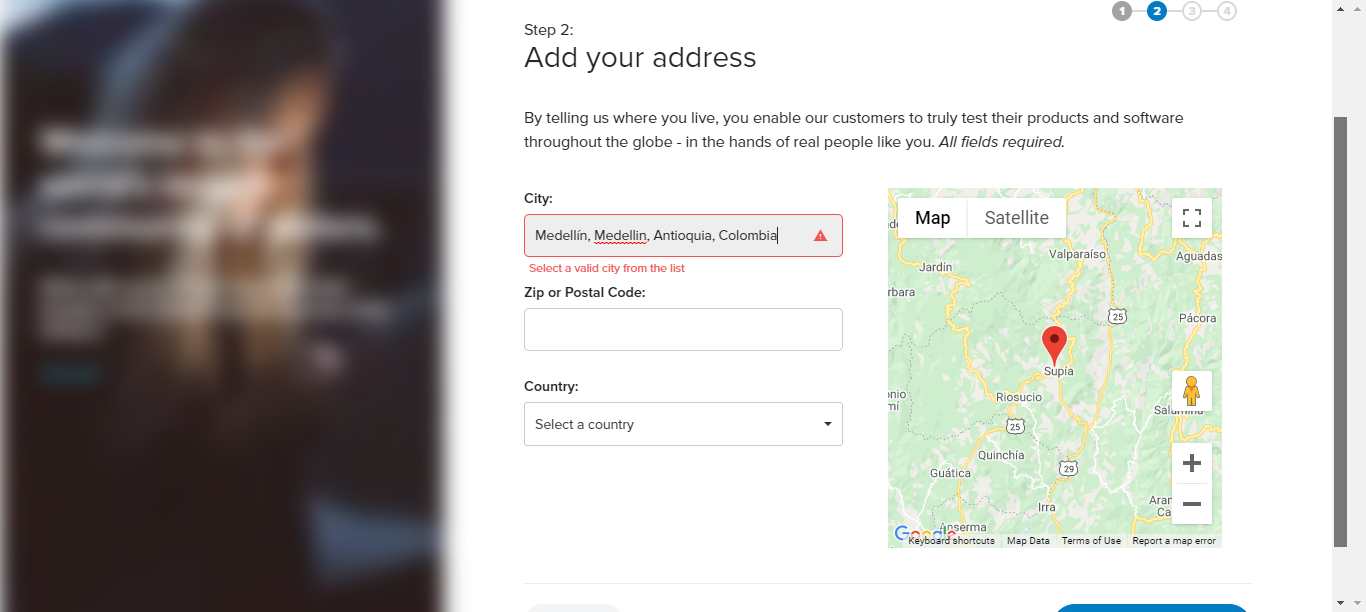 1 2 3 4
Step 2:
Add your address
By telling us where you live, you enable our customers to truly test their products and software
throughout the globe - in the hands of real people like you. All fields required.
City:
Medellín, Medellin, Antioquia, Colombia
Select a valid city from the list
Zip or Postal Code:
Country:
Select a country
Map Satellite
Valparaíso
Aguadas
Jardín
rbara
25
Pácora
Supía
Riosucio
Salamina
25
Quinchía
29
Guática
Irra
Anserma
Google
Keyboard shortcuts Map Data Terms of Use Report a map error